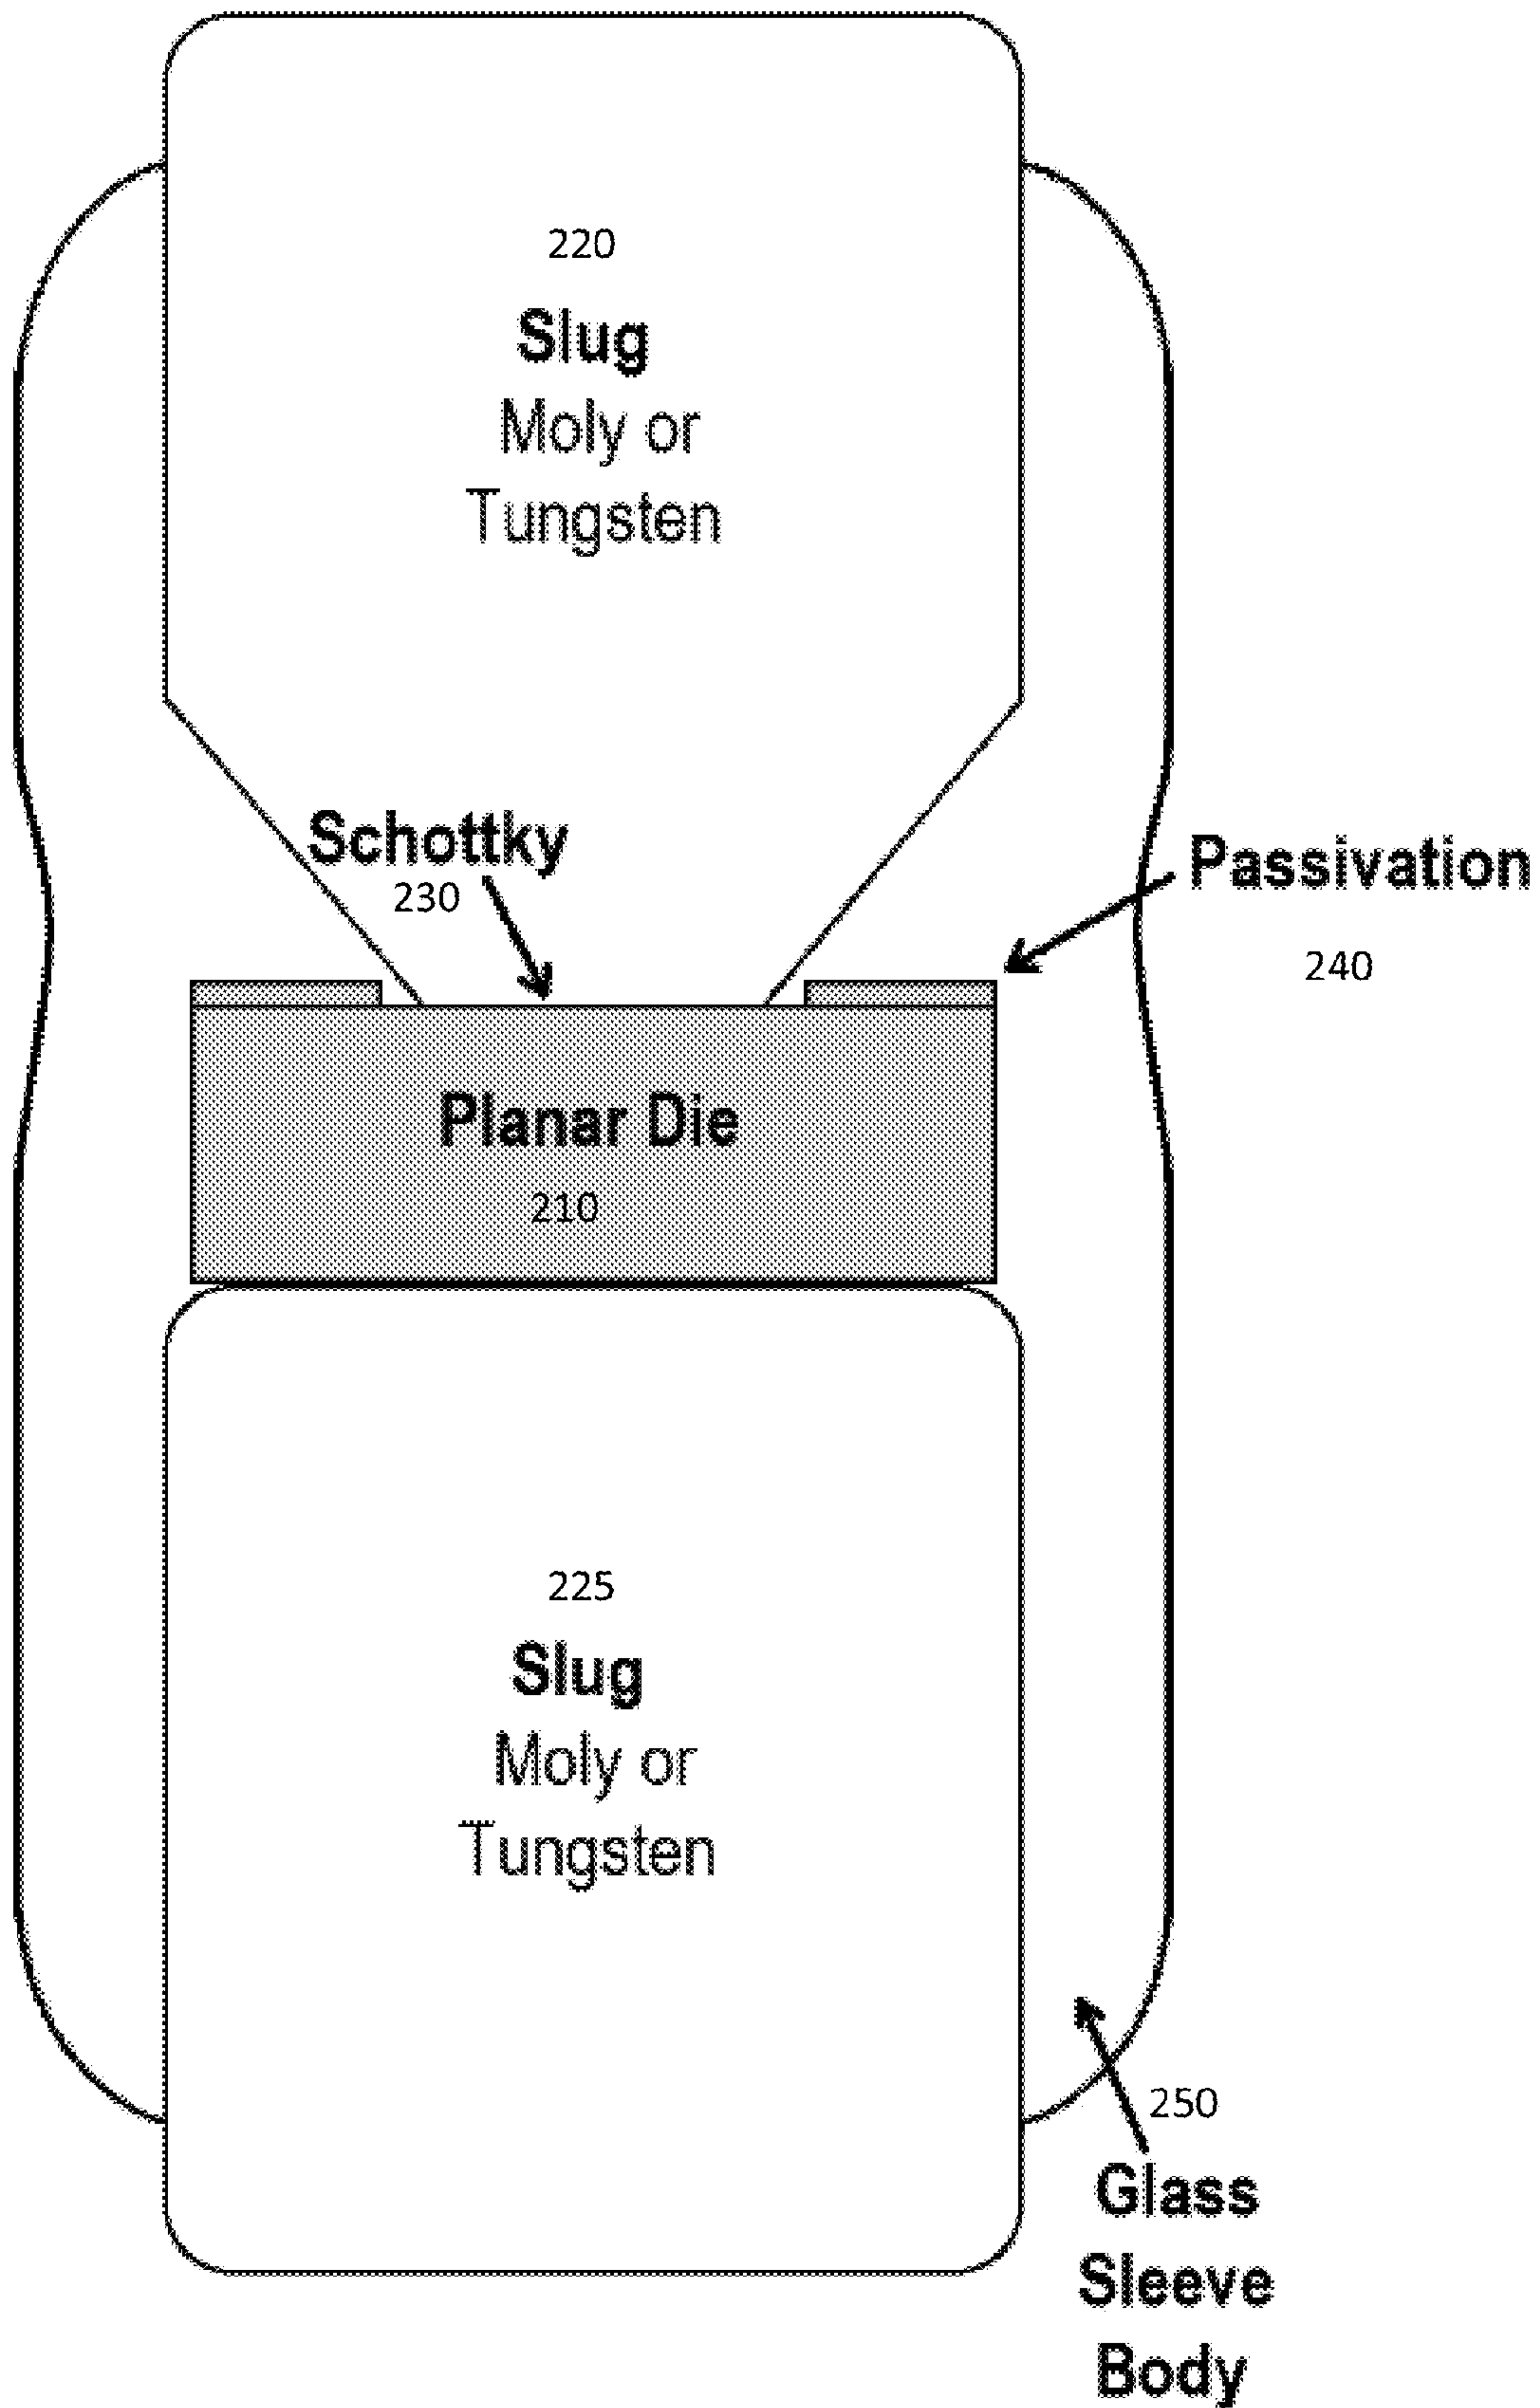 220
Slug
Moly or
Tungsten
Schottky
230
Passivation
240
Planar Die
210
225
Slug
Moly or
Tungsten
250
Glass
Sleeve
Body